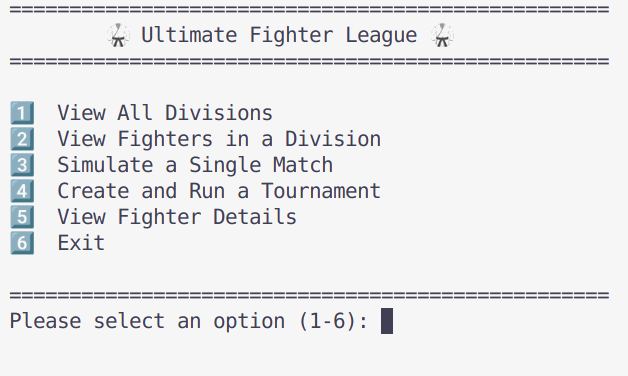 ==================================================
🥋 Ultimate Fighter League 🥋
==================================================
1️⃣ View All Divisions
2️⃣ View Fighters in a Division
3️⃣ Simulate a Single Match
4️⃣ Create and Run a Tournament
5️⃣ View Fighter Details
6️⃣ Exit
==================================================
Please select an option (1-6):